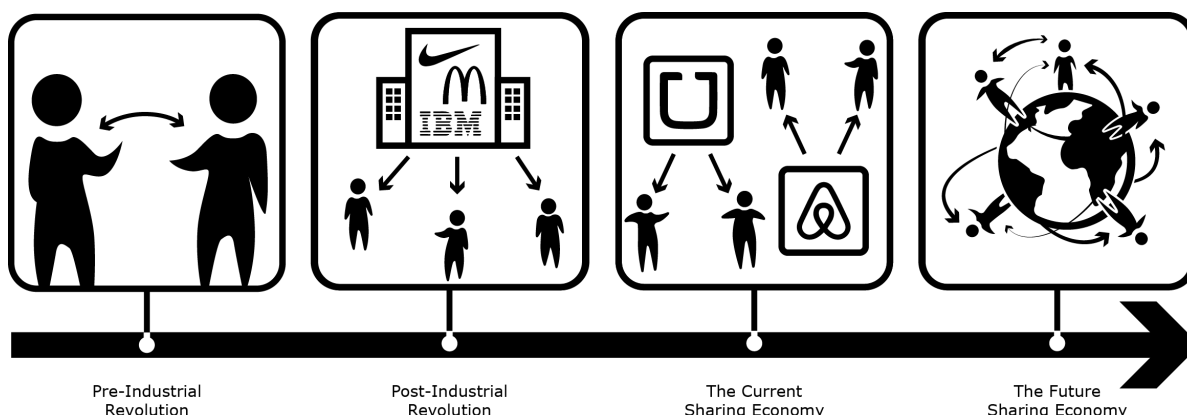 IBM
Pre-Industrial
Revolution
Post-Industrial
Revolution
The Current
Sharing Economy
The Future
Sharing Economy